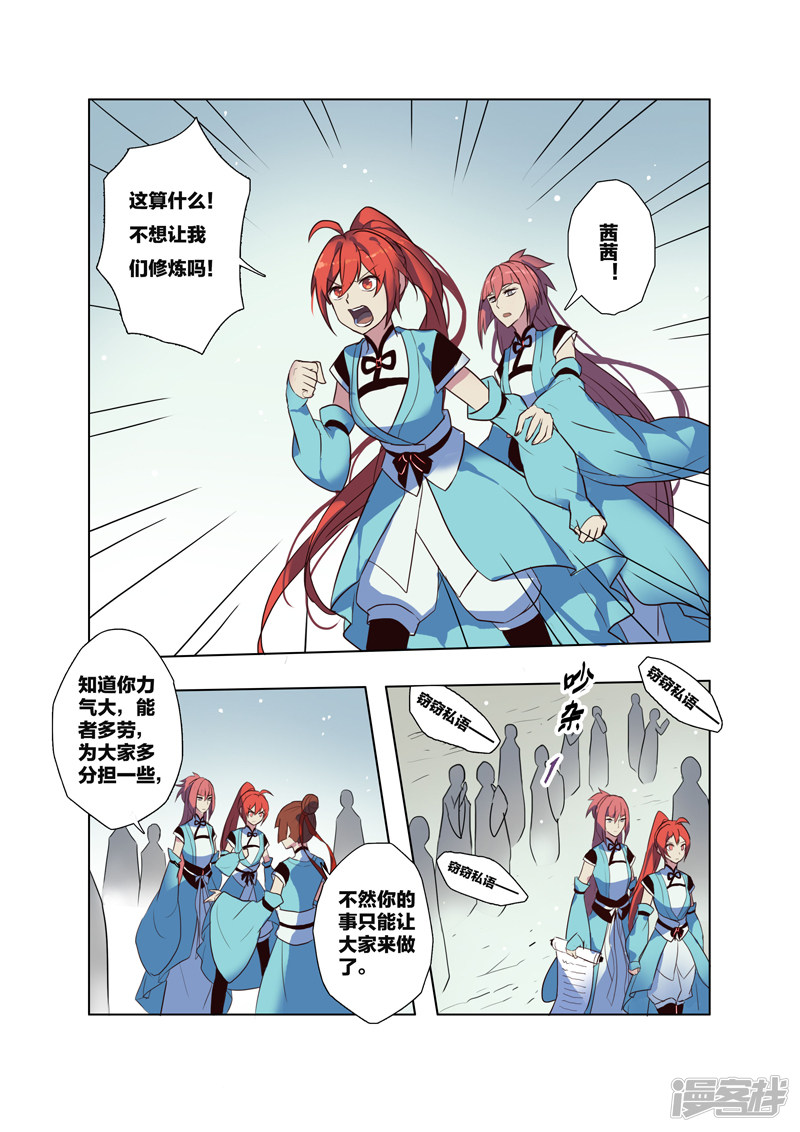 这算什么！
不想让我
们修炼吗！
茜茜！
知道你力
气大，能
者多劳，
为大家多
分担一些，
不然你的
事只能让
大家来做
了。
窃窃私语——
吵杂——
窃窃私语——
窃窃私语——
漫客栈